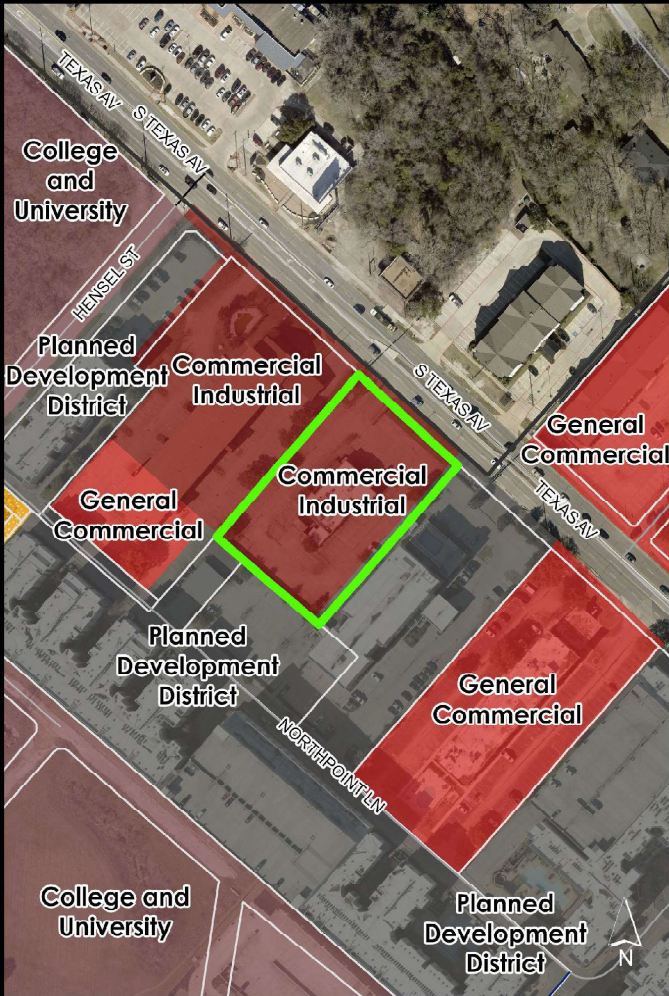 TEXAS AV
S TEXAS AV
College
and
University
HENSEL ST
Planned
Development
District
Commercial
Industrial
S TEXAS AV
General
Commercial
Commercial
Industrial
General
Commercial
TEXAS AV
Planned
Development
District
General
Commercial
NORTHPOINT LN
College and
University
Planned
Development
District
N